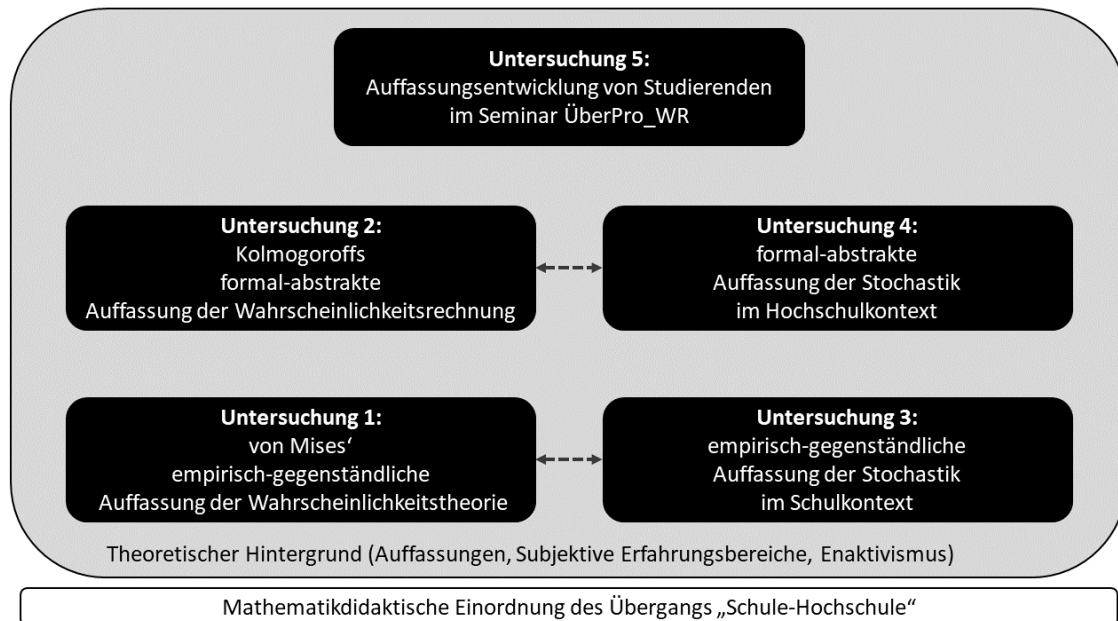 Untersuchung 5:
Auffassungsentwicklung von Studierenden
im Seminar ÜberPro_WR
Untersuchung 2:
Kolmogoroffs
formal-abstrakte
Auffassung der Wahrscheinlichkeitsrechnung
Untersuchung 4:
formal-abstrakte
Auffassung der Stochastik
im Hochschulkontext
Untersuchung 1:
von Mises‘
empirisch-gegenständliche
Auffassung der Wahrscheinlichkeitstheorie
Untersuchung 3:
empirisch-gegenständliche
Auffassung der Stochastik
im Schulkontext
Theoretischer Hintergrund (Auffassungen, Subjektive Erfahrungsbereiche, Enaktivismus)
Mathematikdidaktische Einordnung des Übergangs „Schule-Hochschule“